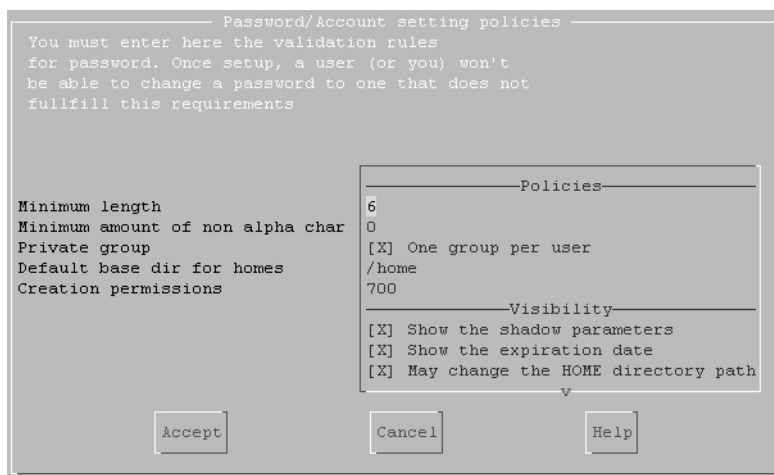 Password/Account setting policies
You must enter here the validation rules
for password. Once setup, a user (or you) won't
be able to change a password to one that does not
fullfill this requirements
Policies
Minimum length 6
Minimum amount of non alpha char 0
Private group [X] One group per user
Default base dir for homes /home
Creation permissions 700
Visibility
[X] Show the shadow parameters
[X] Show the expiration date
[X] May change the HOME directory path
v
Accept Cancel Help